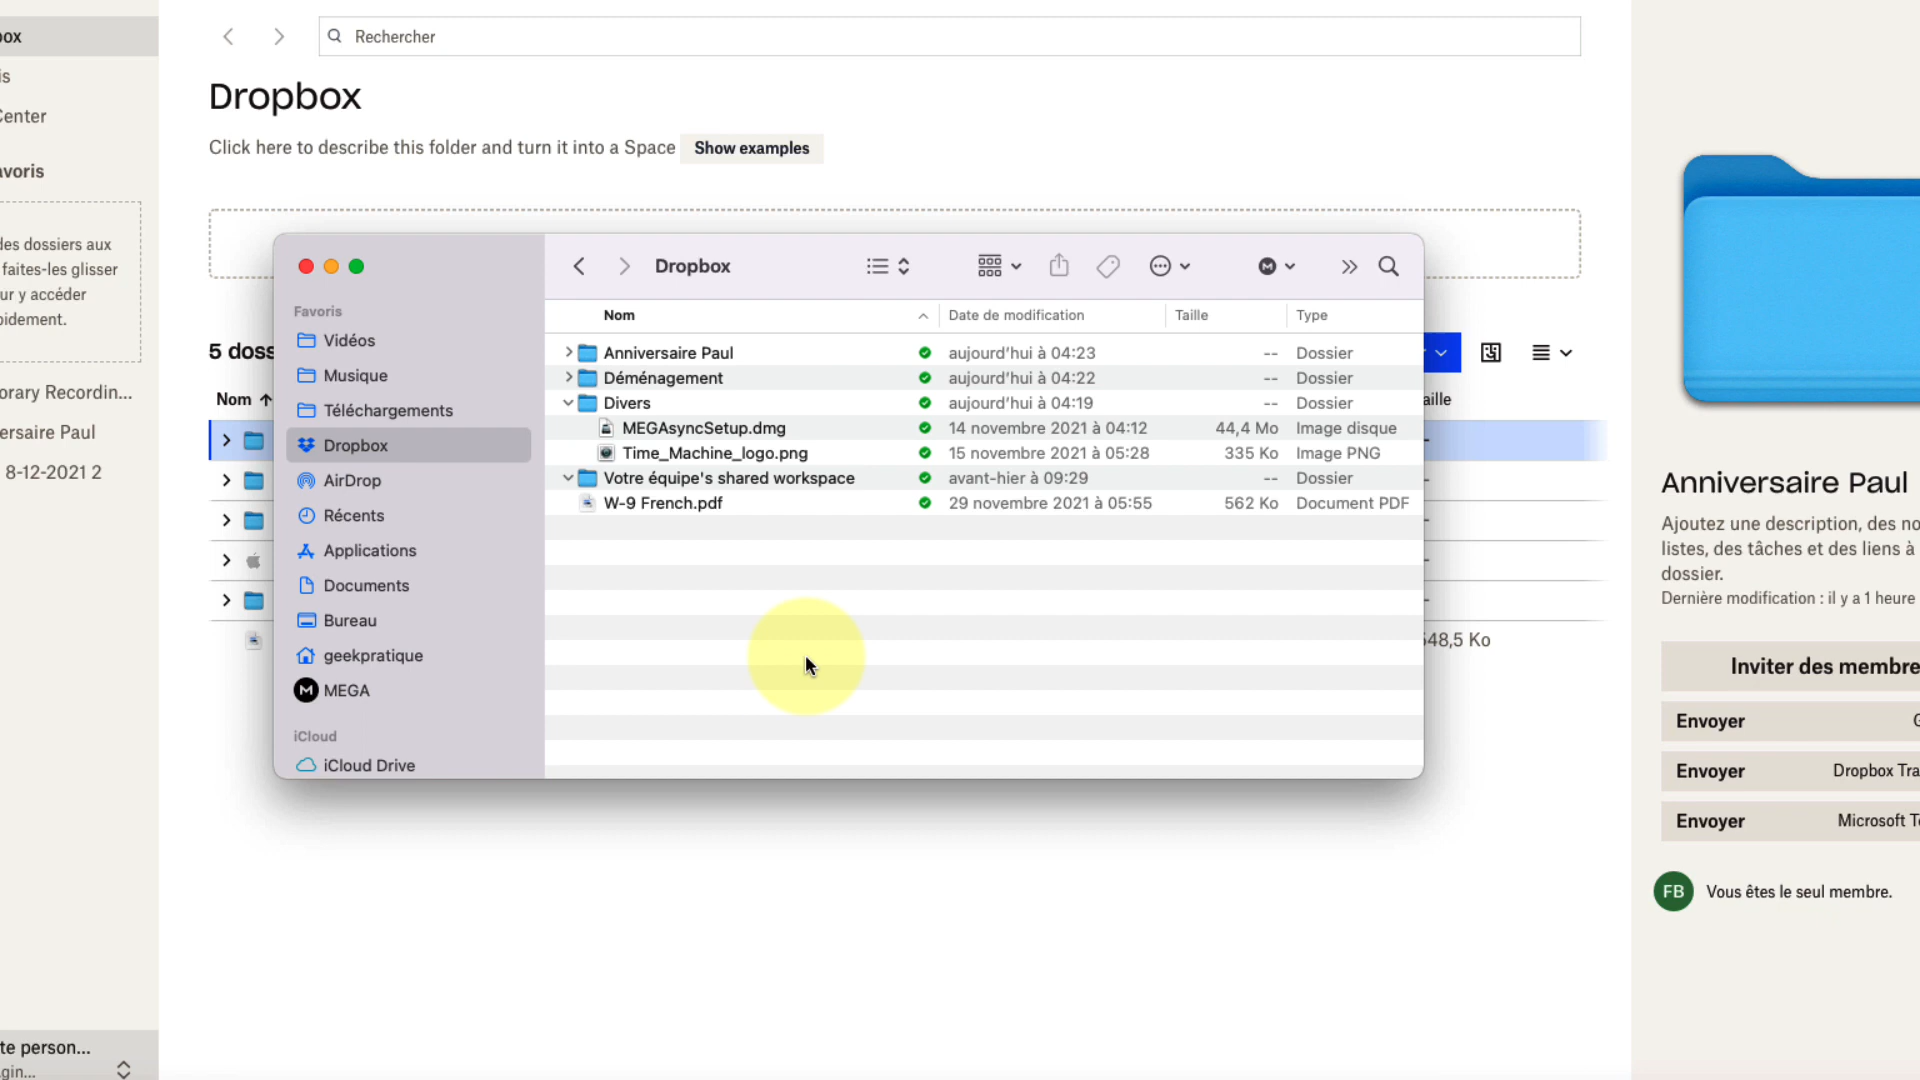 box
is
Center
avoris
des dossiers aux
faites-les glisser
ur y accéder
pidement.
orary Recordin...
ersaire Paul
8-12-2021 2
te person...
gin...
Rechercher
Dropbox
Click here to describe this folder and turn it into a Space
Show examples
5 doss
Nom
aille
548,5 Ko
Favoris
Vidéos
Musique
Téléchargements
Dropbox
AirDrop
Récents
Applications
Documents
Bureau
geekpratique
MEGA
iCloud
iCloud Drive
Dropbox
Nom Date de modification Taille Type
Anniversaire Paul aujourd'hui à 04:23 -- Dossier
Déménagement aujourd'hui à 04:22 -- Dossier
Divers aujourd'hui à 04:19 -- Dossier
MEGAsyncSetup.dmg 14 novembre 2021 à 04:12 44,4 Mo Image disque
Time_Machine_logo.png 15 novembre 2021 à 05:28 335 Ko Image PNG
Votre équipe's shared workspace avant-hier à 09:29 -- Dossier
W-9 French.pdf 29 novembre 2021 à 05:55 562 Ko Document PDF
Anniversaire Paul
Ajoutez une description, des no
listes, des tâches et des liens à
dossier.
Dernière modification : il y a 1 heure
Inviter des membre
Envoyer G
Envoyer Dropbox Tra
Envoyer Microsoft Te
FB Vous êtes le seul membre.